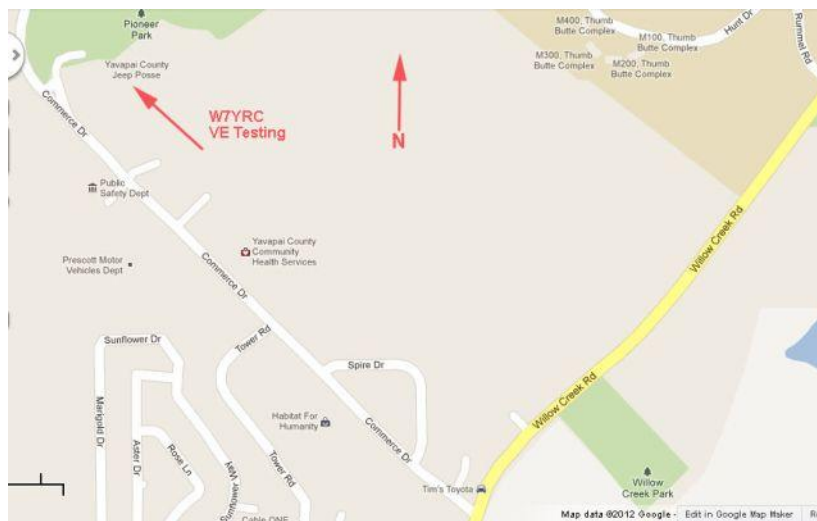 Pioneer
Park
M400, Thumb
Butte Complex
M100, Thumb
Butte Complex
Hunt Dr
Rummel Rd
M300, Thumb
Butte Complex
M200, Thumb
Butte Complex
Yavapai County
Jeep Posse
Commerce Dr
W7YRC
VE Testing
N
Public
Safety Dept
Willow Creek Rd
Yavapai County
Community
Health Services
Prescott Motor
Vehicles Dept
Commerce Dr
Sunflower Dr
Tower Rd
Spire Dr
Willow Creek Rd
Marigold Dr
Aster Dr
Rose Ln
Habitat For
Humanity
Commerce Dr
Tower Rd
Tim's Toyota
Willow
Creek Park
Cable ONE
Map data ©2012 Google -
Edit in Google Map Maker